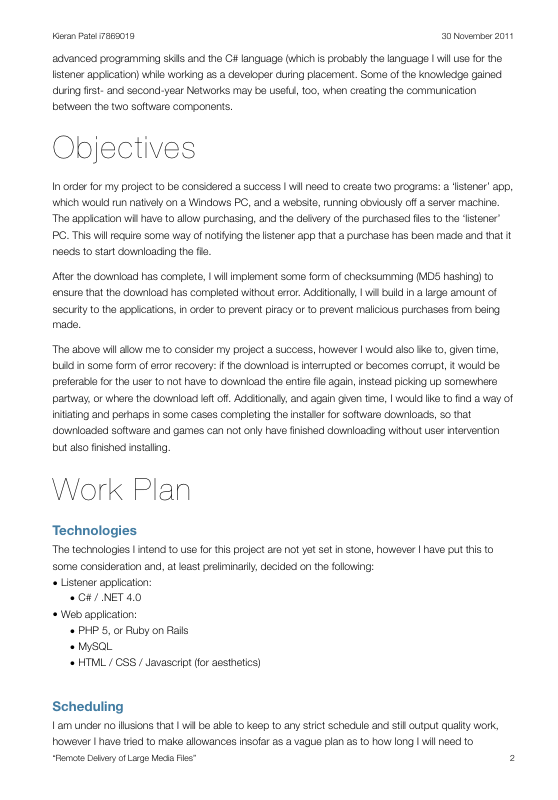 Kieran Patel i7869019 30 November 2011
advanced programming skills and the C# language (which is probably the language I will use for the
listener application) while working as a developer during placement. Some of the knowledge gained
during first- and second-year Networks may be useful, too, when creating the communication
between the two software components.
Objectives
In order for my project to be considered a success I will need to create two programs: a ‘listener’ app,
which would run natively on a Windows PC, and a website, running obviously off a server machine.
The application will have to allow purchasing, and the delivery of the purchased files to the ‘listener’
PC. This will require some way of notifying the listener app that a purchase has been made and that it
needs to start downloading the file.
After the download has complete, I will implement some form of checksumming (MD5 hashing) to
ensure that the download has completed without error. Additionally, I will build in a large amount of
security to the applications, in order to prevent piracy or to prevent malicious purchases from being
made.
The above will allow me to consider my project a success, however I would also like to, given time,
build in some form of error recovery: if the download is interrupted or becomes corrupt, it would be
preferable for the user to not have to download the entire file again, instead picking up somewhere
partway, or where the download left off. Additionally, and again given time, I would like to find a way of
initiating and perhaps in some cases completing the installer for software downloads, so that
downloaded software and games can not only have finished downloading without user intervention
but also finished installing.
Work Plan
Technologies
The technologies I intend to use for this project are not yet set in stone, however I have put this to
some consideration and, at least preliminarily, decided on the following:
• Listener application:
• C# / .NET 4.0
• Web application:
• PHP 5, or Ruby on Rails
• MySQL
• HTML / CSS / Javascript (for aesthetics)
Scheduling
I am under no illusions that I will be able to keep to any strict schedule and still output quality work,
however I have tried to make allowances insofar as a vague plan as to how long I will need to
“Remote Delivery of Large Media Files” 2